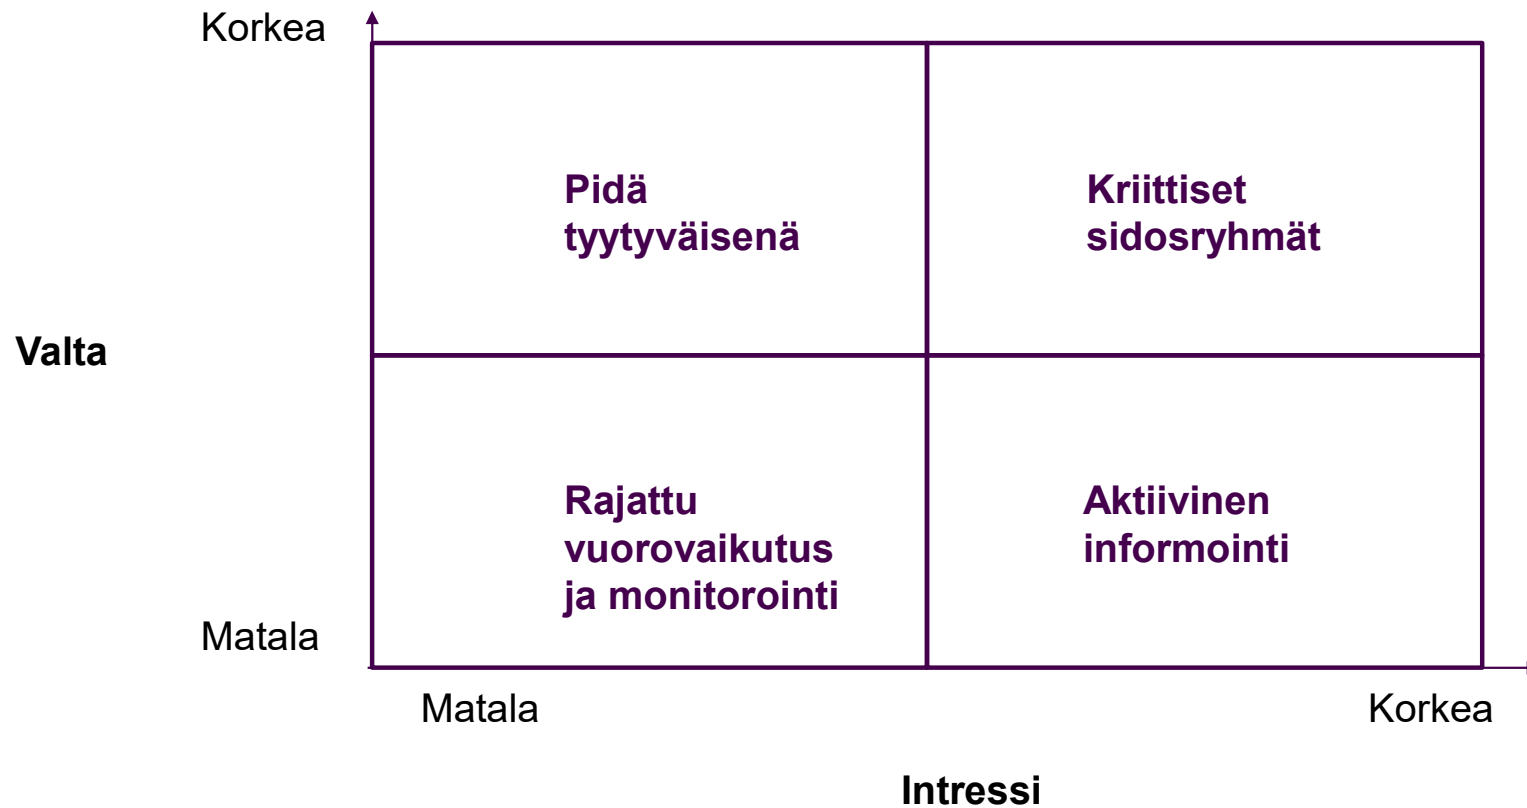 Korkea
Pidä
tyytyväisenä
Kriittiset
sidosryhmät
Valta
Rajattu
vuorovaikutus
ja monitorointi
Aktiivinen
informointi
Matala
Matala
Korkea
Intressi